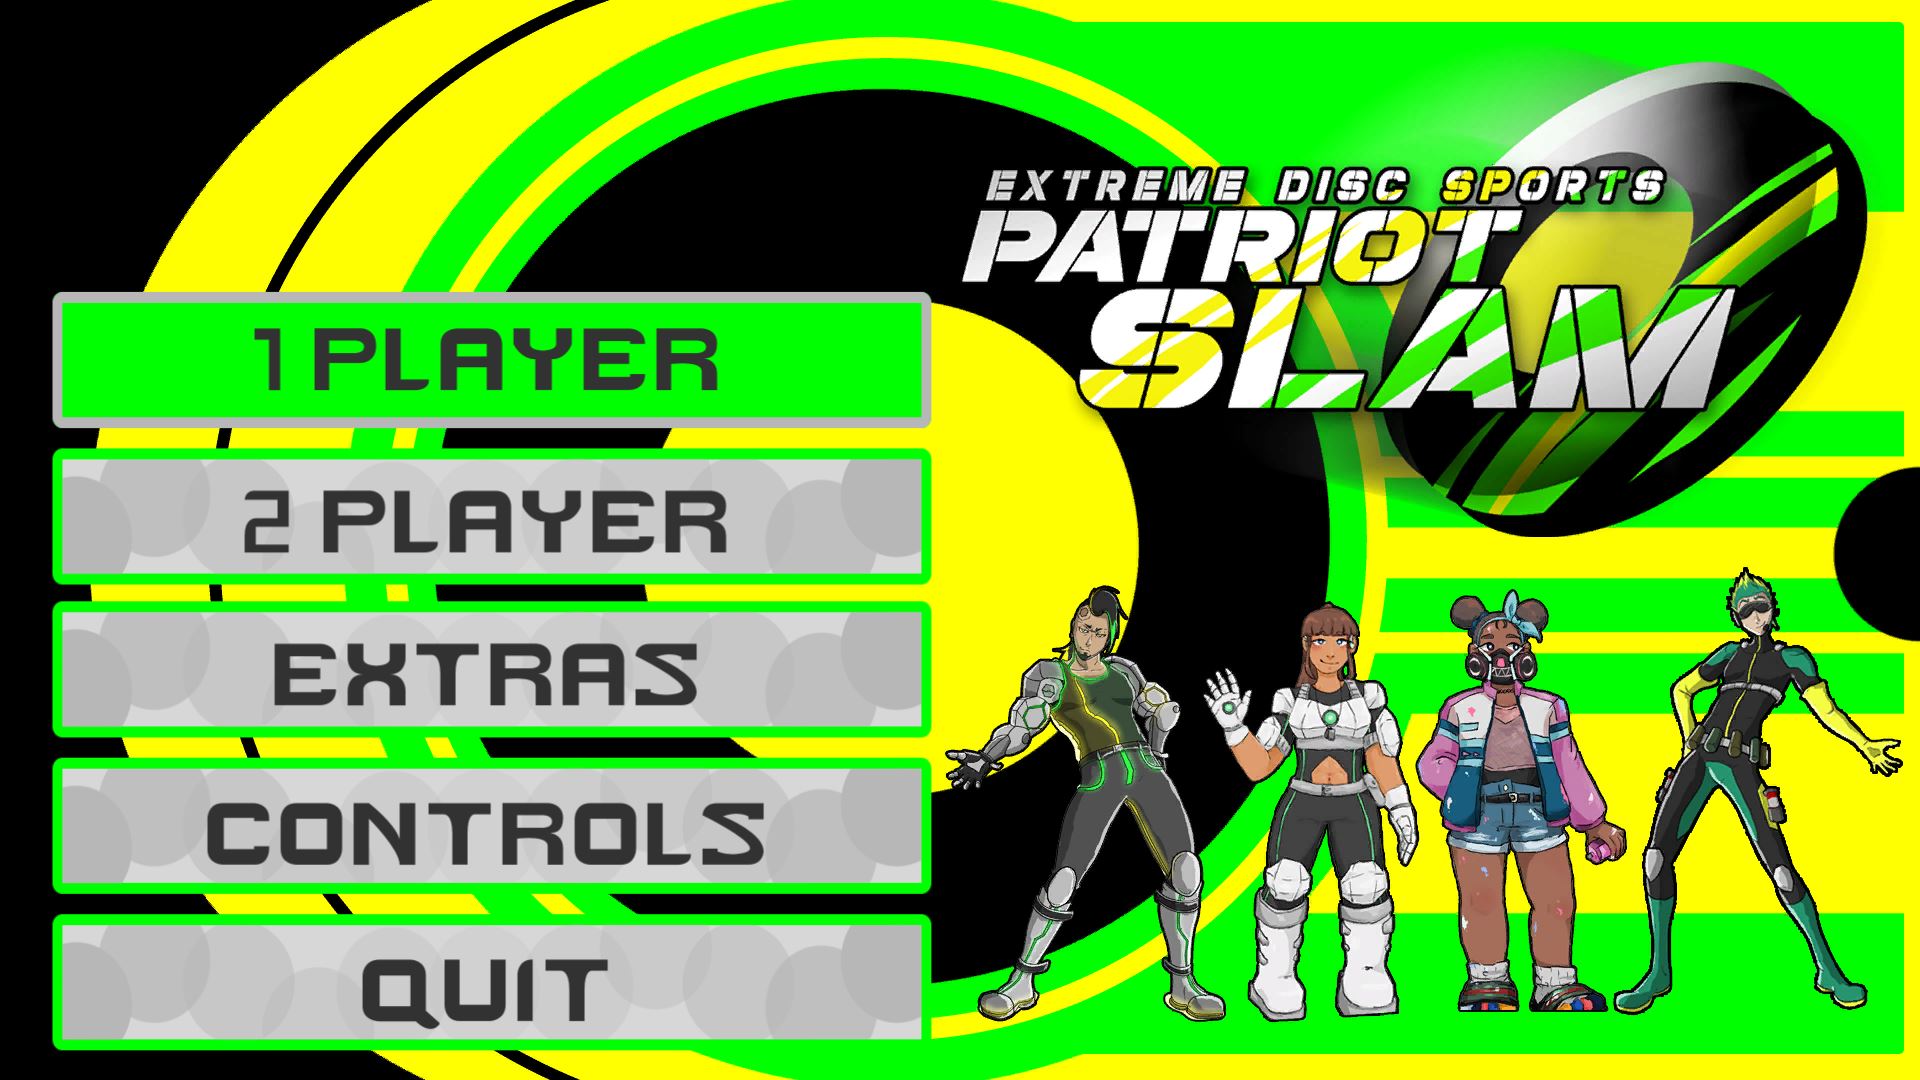 EXTREME DISC SPORTS
PATRIOT
SLAM
1 PLAYER
2 PLAYER
EXTRAS
CONTROLS
QUIT